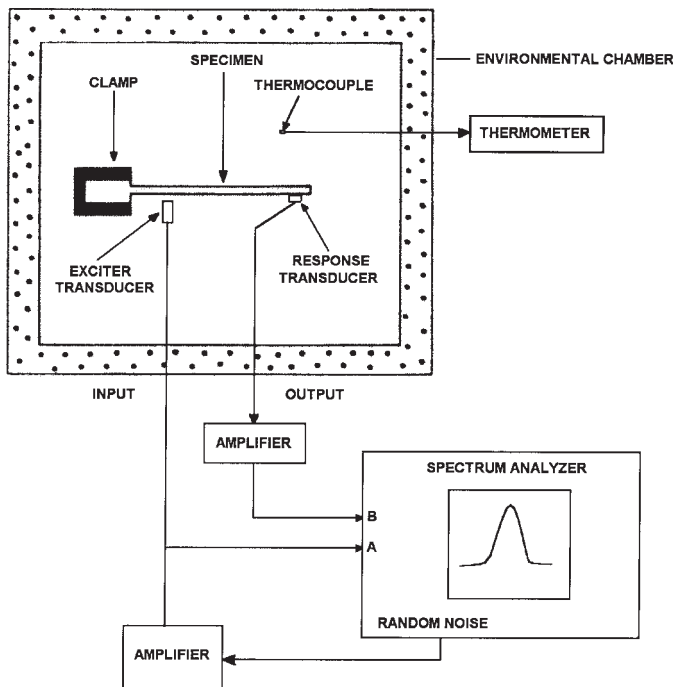 SPECIMEN
CLAMP
THERMOCOUPLE
ENVIRONMENTAL CHAMBER
THERMOMETER
EXCITER
TRANSDUCER
RESPONSE
TRANSDUCER
INPUT
OUTPUT
AMPLIFIER
SPECTRUM ANALYZER
B
A
RANDOM NOISE
AMPLIFIER